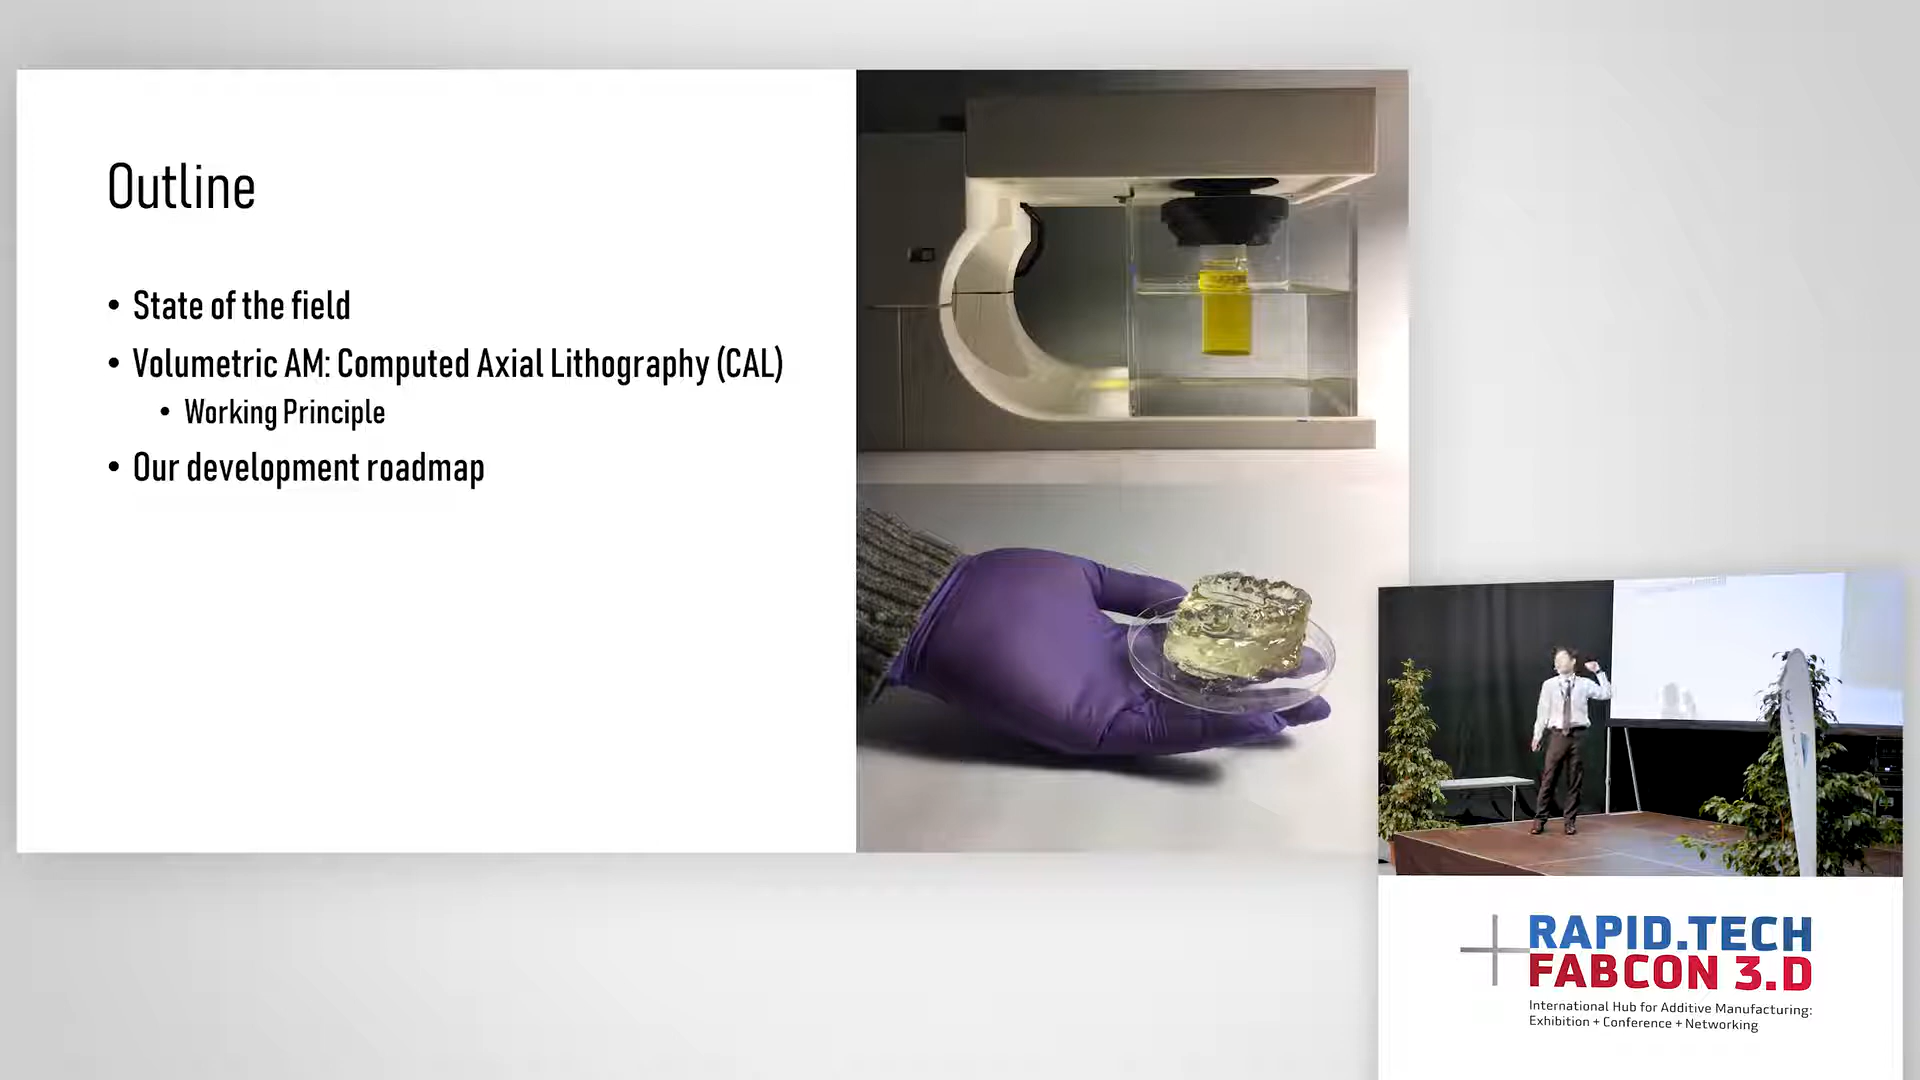 Outline
• State of the field
• Volumetric AM: Computed Axial Lithography (CAL)
• Working Principle
• Our development roadmap
RAPID.TECH
FABCON 3.D
International Hub for Additive Manufacturing:
Exhibition + Conference + Networking